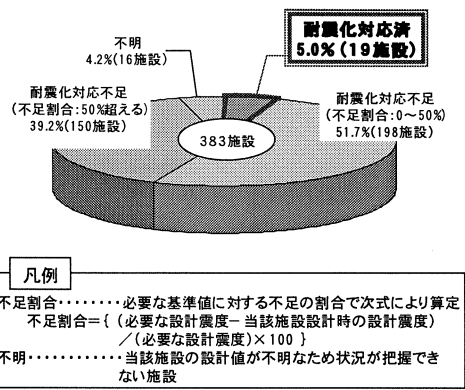 不明
4.2%(16施設)
耐震化対応済
5.0%(19施設)
耐震化対応不足
(不足割合:50%超える)
39.2%(150施設)
耐震化対応不足
(不足割合:0~50%)
51.7%(198施設)
383施設
凡例
不足割合········必要な基準値に対する不足の割合で次式により算定
不足割合={(必要な設計震度-当該施設設計時の設計震度)
/(必要な設計震度)×100 }
不明············当該施設の設計値が不明なため状況が把握でき
ない施設